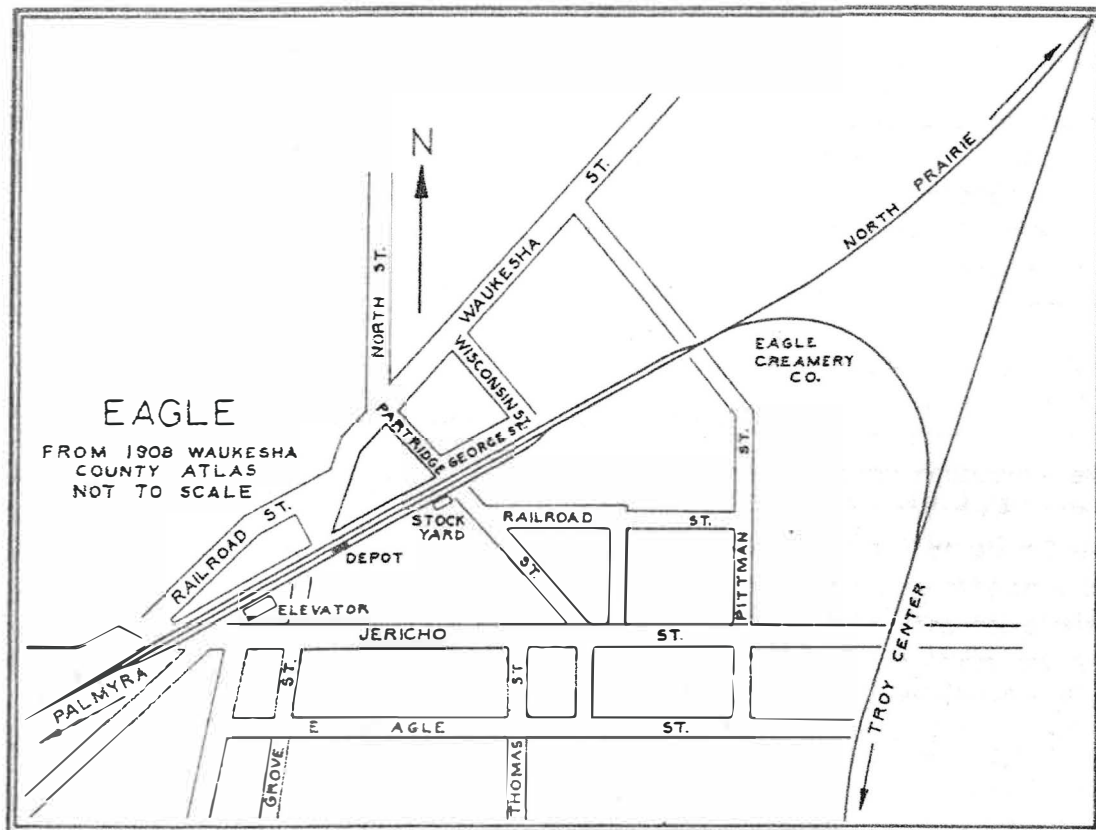 N
NORTH ST.
WAUKESHA ST.
NORTH PRAIRIE
WISCONSIN ST.
EAGLE
CREAMERY
CO.
EAGLE
FROM 1908 WAUKESHA
COUNTY ATLAS
NOT TO SCALE
PARTRIDGE
GEORGE ST.
ST.
STOCK
YARD
RAILROAD ST.
RAILROAD ST.
DEPOT
ST.
PITTMAN
ELEVATOR
JERICHO ST.
PALMYRA
ST.
ST
TROY CENTER
E AGLE ST.
GROVE
THOMAS